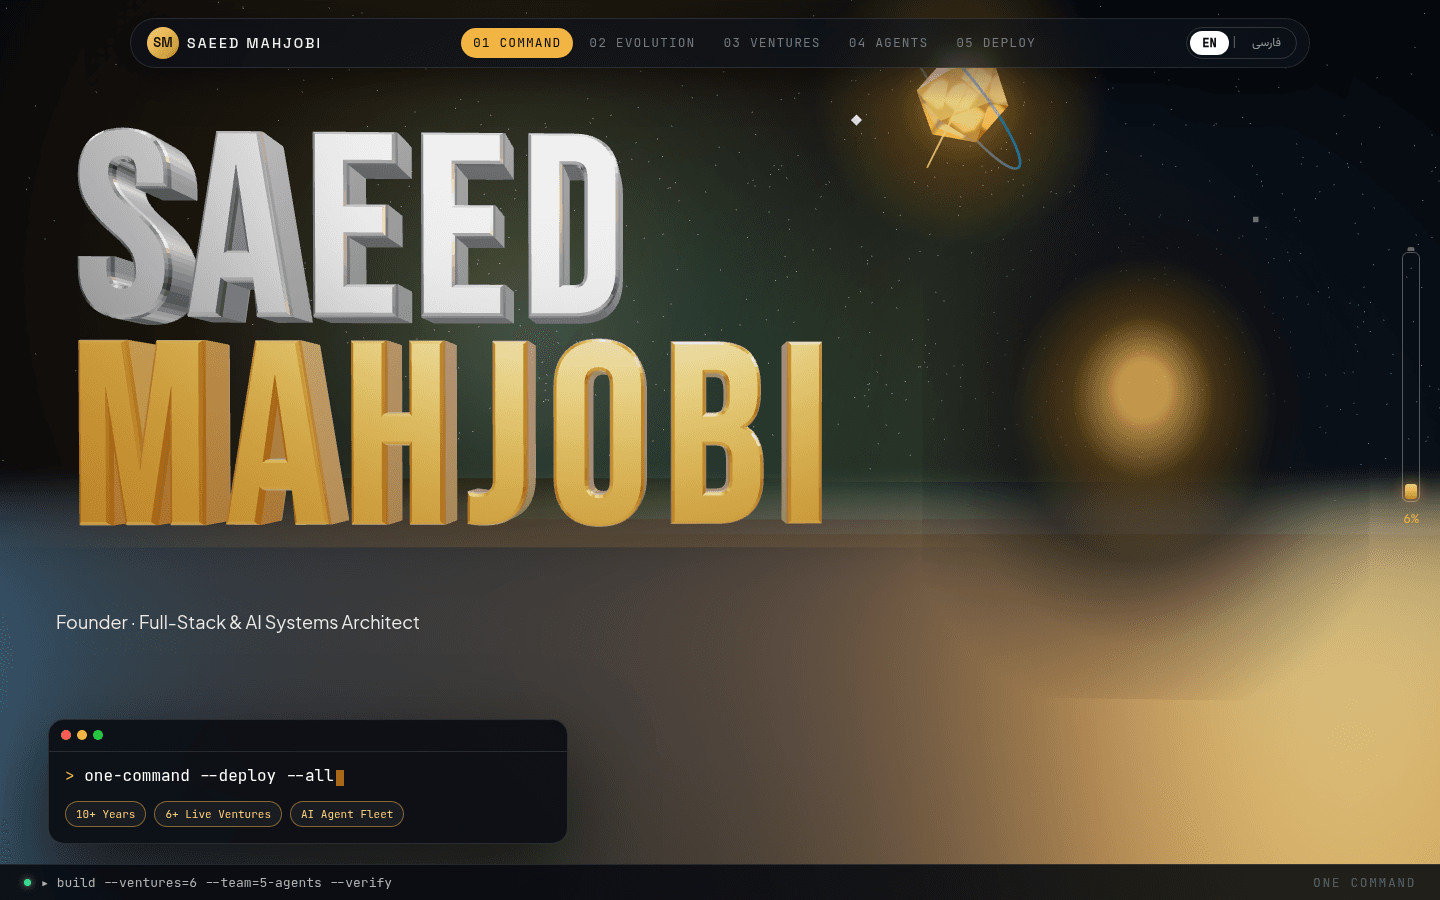 SM SAEED MAHJOBI
01 COMMAND 02 EVOLUTION 03 VENTURES 04 AGENTS 05 DEPLOY
EN | فارسی
SAEED
MAHJOBI
6%
Founder · Full-Stack & AI Systems Architect
> one-command --deploy --all
10+ Years 6+ Live Ventures AI Agent Fleet
▸ build --ventures=6 --team=5-agents --verify
ONE COMMAND